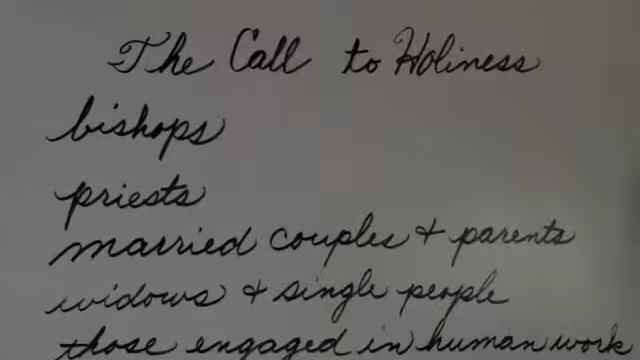 The Call to Holiness
bishops
priests
married couples + parents
widows + single people
those engaged in human work